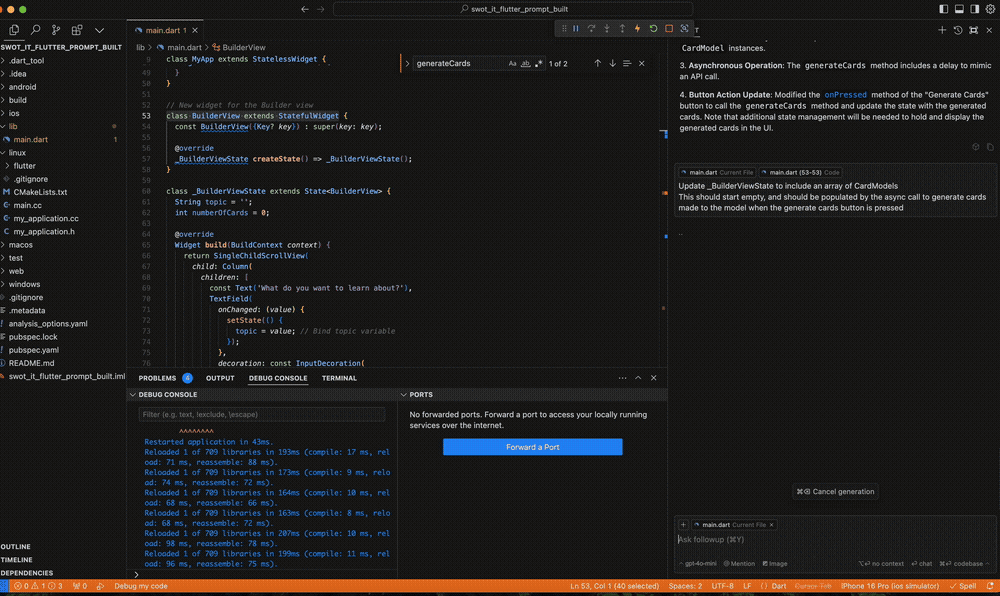 swot_it_flutter_prompt_built
SWOT_IT_FLUTTER_PROMPT_BUILT
.dart_tool
.idea
android
build
ios
lib
main.dart 1
linux
flutter
.gitignore
CMakeLists.txt
main.cc
my_application.cc
my_application.h
macos
test
web
windows
.gitignore
.metadata
analysis_options.yaml
pubspec.lock
pubspec.yaml
README.md
swot_it_flutter_prompt_built.iml
OUTLINE
TIMELINE
DEPENDENCIES
main.dart 1
lib > main.dart > BuilderView
generateCards
Aa ab
1 of 2
9 class MyApp extends StatelessWidget {
49 }
50 }
51
52 // New widget for the Builder view
53 class BuilderView extends StatefulWidget {
54 const BuilderView({Key? key}) : super(key: key);
55
56 @override
57 _BuilderViewState createState() => _BuilderViewState();
58 }
59
60 class _BuilderViewState extends State<BuilderView> {
61 String topic = '';
62 int numberOfCards = 0;
63
64 @override
65 Widget build(BuildContext context) {
66 return SingleChildScrollView(
67 child: Column(
68 children: [
69 const Text('What do you want to learn about?'),
70 TextField(
71 onChanged: (value) {
72 setState(() {
73 topic = value; // Bind topic variable
74 });
75 },
76 decoration: const InputDecoration(
PROBLEMS 4 OUTPUT DEBUG CONSOLE TERMINAL
DEBUG CONSOLE
Filter (e.g. text, !exclude, \escape)
^^^^^^^^
Restarted application in 43ms.
Reloaded 1 of 709 libraries in 193ms (compile: 17 ms, rel
oad: 71 ms, reassemble: 88 ms).
Reloaded 1 of 709 libraries in 173ms (compile: 9 ms, rel
oad: 74 ms, reassemble: 72 ms).
Reloaded 1 of 709 libraries in 164ms (compile: 10 ms, rel
oad: 68 ms, reassemble: 66 ms).
Reloaded 1 of 709 libraries in 163ms (compile: 8 ms, rel
oad: 68 ms, reassemble: 72 ms).
Reloaded 1 of 709 libraries in 207ms (compile: 10 ms, rel
oad: 98 ms, reassemble: 78 ms).
Reloaded 1 of 709 libraries in 199ms (compile: 11 ms, rel
oad: 96 ms, reassemble: 75 ms).
PORTS
No forwarded ports. Forward a port to access your locally running
services over the internet.
Forward a Port
CardModel instances.
3. Asynchronous Operation: The generateCards method includes a delay to mimic
an API call.
4. Button Action Update: Modified the onPressed method of the "Generate Cards"
button to call the generateCards method and update the state with the generated
cards. Note that additional state management will be needed to hold and display the
generated cards in the UI.
main.dart Current File main.dart (53-53) Code
Update _BuilderViewState to include an array of CardModels
This should start empty, and should be populated by the async call to generate cards
made to the model when the generate cards button is pressed
⌘⌫ Cancel generation
+ main.dart Current File ×
Ask followup (⌘Y)
gpt-4o-mini @ Mention Image
⌥⏎ no context ⏎ chat ⌘⏎ codebase
0 1 3 0 Debug my code
Ln 53, Col 1 (40 selected) Spaces: 2 UTF-8 LF { } Dart Cursor Tab iPhone 16 Pro (ios simulator) Spell